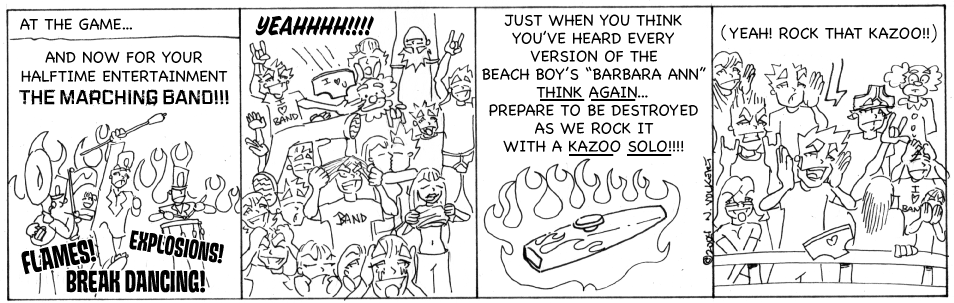 AT THE GAME...
AND NOW FOR YOUR
HALFTIME ENTERTAINMENT
THE MARCHING BAND!!!
FLAMES!
EXPLOSIONS!
BREAK DANCING!
YEAHHHH!!!!
I ♥
I
♥
BAND
BAND
JUST WHEN YOU THINK
YOU'VE HEARD EVERY
VERSION OF THE
BEACH BOY'S "BARBARA ANN"
THINK AGAIN...
PREPARE TO BE DESTROYED
AS WE ROCK IT
WITH A KAZOO SOLO!!!!
(YEAH! ROCK THAT KAZOO!!)
I
♥
BAN